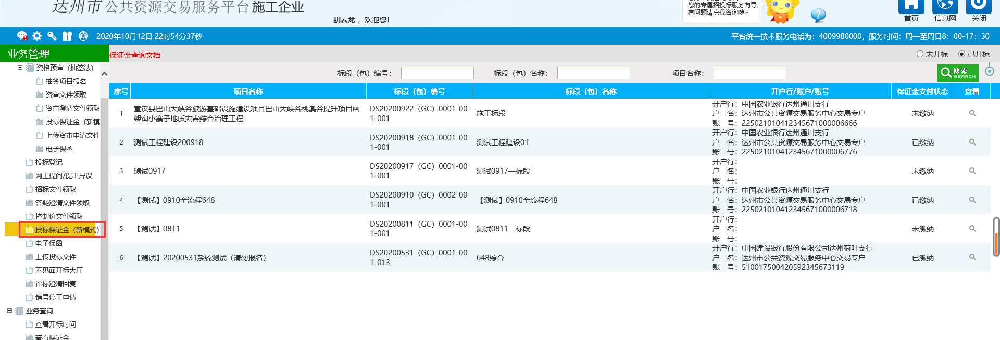 达州市公共资源交易服务平台 施工企业
胡云龙 ，欢迎您！
您的专属招投标服务向导,
有问题请点我咨询哦~
首页 信息网 关闭
2020年10月12日 22时54分37秒
平台统一技术服务电话为：4009980000，服务时间：周一至周日8：00-17：30
业务管理
保证金查询文档
未开标 已开标
标段（包）编号： 标段（包）名称： 项目名称： 搜索 SEARCH
资格预审（抽签法）
抽签项目报名
资审文件领取
资审澄清文件领取
投标保证金（新模
上传资审申请文件
电子保函
投标登记
网上提问/提出异议
招标文件领取
答疑澄清文件领取
控制价文件领取
投标保证金（新模式）
电子保函
上传投标文件
不见面开标大厅
评标澄清回复
销号停工申请
业务查询
查看开标时间
查看保证金
序号 项目名称 标段（包）编号 标段（包）名称 开户行/账户/账号 保证金支付状态 查看
1 宣汉县巴山大峡谷旅游基础设施建设项目巴山大峡谷桃溪谷提升项目画
架沟小寨子地质灾害综合治理工程
DS20200922（GC）0001-00
1-001
施工标段
开户行：中国农业银行达州通川支行
户 名：达州市公共资源交易服务中心交易专户
账 号：225021010412345671000006666
未缴纳
2 测试工程建设200918
DS20200918（GC）0001-00
1-001
测试工程建设01
开户行：中国农业银行达州通川支行
户 名：达州市公共资源交易服务中心交易专户
账 号：225021010412345671000006776
已缴纳
3 测试0917
DS20200917（GC）0001-00
1-001
测试0917一标段
开户行：
户 名：
账 号：
未缴纳
4 【测试】0910全流程648
DS20200910（GC）0002-00
1-001
【测试】0910全流程648
开户行：中国农业银行达州通川支行
户 名：达州市公共资源交易服务中心交易专户
账 号：225021010412345671000006718
已缴纳
5 【测试】0811
DS20200811（GC）0001-00
1-001
测试0811一标段
开户行：
户 名：
账 号：
未缴纳
6 【测试】20200531系统测试（请勿报名）
DS20200531（GC）0001-00
1-013
648综合
开户行：中国建设银行股份有限公司达州荷叶支行
户 名：达州市公共资源交易服务中心交易专户
账 号：510017500420592345673119
已缴纳